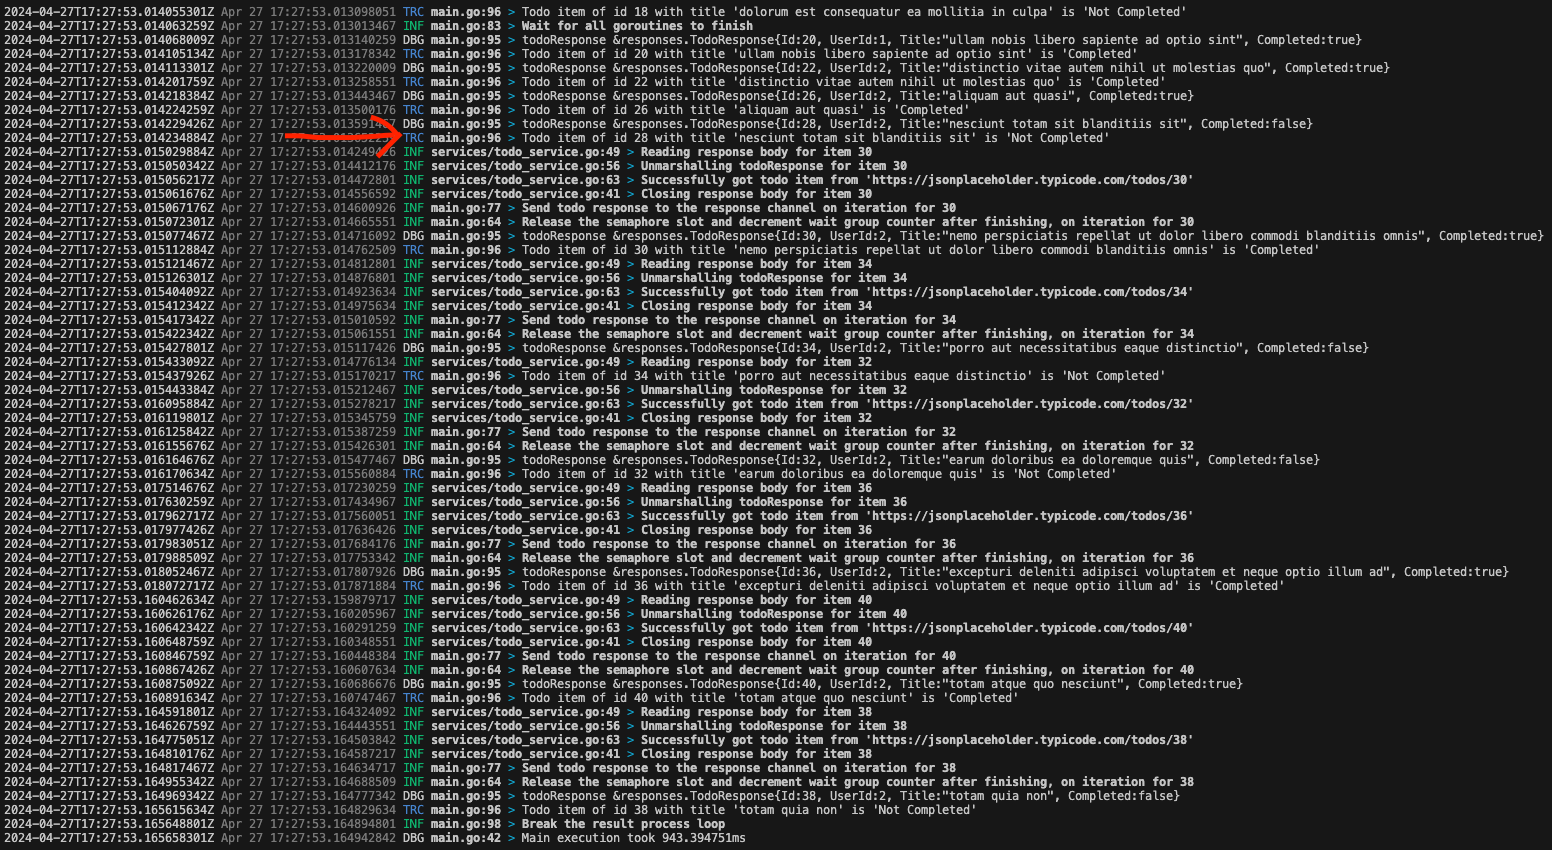 2024-04-27T17:27:53.014055301Z Apr 27 17:27:53.013098051 TRC main.go:96 > Todo item of id 18 with title 'dolorum est consequatur ea mollitia in culpa' is 'Not Completed'
2024-04-27T17:27:53.014063259Z Apr 27 17:27:53.013013467 INF main.go:83 > Wait for all goroutines to finish
2024-04-27T17:27:53.014068009Z Apr 27 17:27:53.013140259 DBG main.go:95 > todoResponse &responses.TodoResponse{Id:20, UserId:1, Title:"ullam nobis libero sapiente ad optio sint", Completed:true}
2024-04-27T17:27:53.014105134Z Apr 27 17:27:53.013178342 TRC main.go:96 > Todo item of id 20 with title 'ullam nobis libero sapiente ad optio sint' is 'Completed'
2024-04-27T17:27:53.014113301Z Apr 27 17:27:53.013220009 DBG main.go:95 > todoResponse &responses.TodoResponse{Id:22, UserId:2, Title:"distinctio vitae autem nihil ut molestias quo", Completed:true}
2024-04-27T17:27:53.014201759Z Apr 27 17:27:53.013258551 TRC main.go:96 > Todo item of id 22 with title 'distinctio vitae autem nihil ut molestias quo' is 'Completed'
2024-04-27T17:27:53.014218384Z Apr 27 17:27:53.013443467 DBG main.go:95 > todoResponse &responses.TodoResponse{Id:26, UserId:2, Title:"aliquam aut quasi", Completed:true}
2024-04-27T17:27:53.014224259Z Apr 27 17:27:53.013500176 TRC main.go:96 > Todo item of id 26 with title 'aliquam aut quasi' is 'Completed'
2024-04-27T17:27:53.014229426Z Apr 27 DBG main.go:95 > todoResponse &responses.TodoResponse{Id:28, UserId:2, Title:"nesciunt totam sit blanditiis sit", Completed:false}
2024-04-27T17:27:53.014234884Z Apr 27 TRC main.go:96 > Todo item of id 28 with title 'nesciunt totam sit blanditiis sit' is 'Not Completed'
2024-04-27T17:27:53.015029884Z Apr 27 INF services/todo_service.go:49 > Reading response body for item 30
2024-04-27T17:27:53.015050342Z Apr 27 17:27:53.014412176 INF services/todo_service.go:56 > Unmarshalling todoResponse for item 30
2024-04-27T17:27:53.015056217Z Apr 27 17:27:53.014472801 INF services/todo_service.go:63 > Successfully got todo item from 'https://jsonplaceholder.typicode.com/todos/30'
2024-04-27T17:27:53.015061676Z Apr 27 17:27:53.014556592 INF services/todo_service.go:41 > Closing response body for item 30
2024-04-27T17:27:53.015067176Z Apr 27 17:27:53.014600926 INF main.go:77 > Send todo response to the response channel on iteration for 30
2024-04-27T17:27:53.015072301Z Apr 27 17:27:53.014665551 INF main.go:64 > Release the semaphore slot and decrement wait group counter after finishing, on iteration for 30
2024-04-27T17:27:53.015077467Z Apr 27 17:27:53.014716092 DBG main.go:95 > todoResponse &responses.TodoResponse{Id:30, UserId:2, Title:"nemo perspiciatis repellat ut dolor libero commodi blanditiis omnis", Completed:true}
2024-04-27T17:27:53.015112884Z Apr 27 17:27:53.014762509 TRC main.go:96 > Todo item of id 30 with title 'nemo perspiciatis repellat ut dolor libero commodi blanditiis omnis' is 'Completed'
2024-04-27T17:27:53.015121467Z Apr 27 17:27:53.014812801 INF services/todo_service.go:49 > Reading response body for item 34
2024-04-27T17:27:53.015126301Z Apr 27 17:27:53.014876801 INF services/todo_service.go:56 > Unmarshalling todoResponse for item 34
2024-04-27T17:27:53.015404092Z Apr 27 17:27:53.014923634 INF services/todo_service.go:63 > Successfully got todo item from 'https://jsonplaceholder.typicode.com/todos/34'
2024-04-27T17:27:53.015412342Z Apr 27 17:27:53.014975634 INF services/todo_service.go:41 > Closing response body for item 34
2024-04-27T17:27:53.015417342Z Apr 27 17:27:53.015010592 INF main.go:77 > Send todo response to the response channel on iteration for 34
2024-04-27T17:27:53.015422342Z Apr 27 17:27:53.015061551 INF main.go:64 > Release the semaphore slot and decrement wait group counter after finishing, on iteration for 34
2024-04-27T17:27:53.015427801Z Apr 27 17:27:53.015117426 DBG main.go:95 > todoResponse &responses.TodoResponse{Id:34, UserId:2, Title:"porro aut necessitatibus eaque distinctio", Completed:false}
2024-04-27T17:27:53.015433092Z Apr 27 17:27:53.014776134 INF services/todo_service.go:49 > Reading response body for item 32
2024-04-27T17:27:53.015437926Z Apr 27 17:27:53.015170217 TRC main.go:96 > Todo item of id 34 with title 'porro aut necessitatibus eaque distinctio' is 'Not Completed'
2024-04-27T17:27:53.015443384Z Apr 27 17:27:53.015212467 INF services/todo_service.go:56 > Unmarshalling todoResponse for item 32
2024-04-27T17:27:53.016095884Z Apr 27 17:27:53.015278217 INF services/todo_service.go:63 > Successfully got todo item from 'https://jsonplaceholder.typicode.com/todos/32'
2024-04-27T17:27:53.016119801Z Apr 27 17:27:53.015345759 INF services/todo_service.go:41 > Closing response body for item 32
2024-04-27T17:27:53.016125842Z Apr 27 17:27:53.015387259 INF main.go:77 > Send todo response to the response channel on iteration for 32
2024-04-27T17:27:53.016155676Z Apr 27 17:27:53.015426301 INF main.go:64 > Release the semaphore slot and decrement wait group counter after finishing, on iteration for 32
2024-04-27T17:27:53.016164676Z Apr 27 17:27:53.015477467 DBG main.go:95 > todoResponse &responses.TodoResponse{Id:32, UserId:2, Title:"earum doloribus ea doloremque quis", Completed:false}
2024-04-27T17:27:53.016170634Z Apr 27 17:27:53.015560884 TRC main.go:96 > Todo item of id 32 with title 'earum doloribus ea doloremque quis' is 'Not Completed'
2024-04-27T17:27:53.017514676Z Apr 27 17:27:53.017230259 INF services/todo_service.go:49 > Reading response body for item 36
2024-04-27T17:27:53.017630259Z Apr 27 17:27:53.017434967 INF services/todo_service.go:56 > Unmarshalling todoResponse for item 36
2024-04-27T17:27:53.017962717Z Apr 27 17:27:53.017560051 INF services/todo_service.go:63 > Successfully got todo item from 'https://jsonplaceholder.typicode.com/todos/36'
2024-04-27T17:27:53.017977426Z Apr 27 17:27:53.017636426 INF services/todo_service.go:41 > Closing response body for item 36
2024-04-27T17:27:53.017983051Z Apr 27 17:27:53.017684176 INF main.go:77 > Send todo response to the response channel on iteration for 36
2024-04-27T17:27:53.017988509Z Apr 27 17:27:53.017753342 INF main.go:64 > Release the semaphore slot and decrement wait group counter after finishing, on iteration for 36
2024-04-27T17:27:53.018052467Z Apr 27 17:27:53.017807926 DBG main.go:95 > todoResponse &responses.TodoResponse{Id:36, UserId:2, Title:"excepturi deleniti adipisci voluptatem et neque optio illum ad", Completed:true}
2024-04-27T17:27:53.018072717Z Apr 27 17:27:53.017871884 TRC main.go:96 > Todo item of id 36 with title 'excepturi deleniti adipisci voluptatem et neque optio illum ad' is 'Completed'
2024-04-27T17:27:53.160462634Z Apr 27 17:27:53.159879717 INF services/todo_service.go:49 > Reading response body for item 40
2024-04-27T17:27:53.160626176Z Apr 27 17:27:53.160205967 INF services/todo_service.go:56 > Unmarshalling todoResponse for item 40
2024-04-27T17:27:53.160642342Z Apr 27 17:27:53.160291259 INF services/todo_service.go:63 > Successfully got todo item from 'https://jsonplaceholder.typicode.com/todos/40'
2024-04-27T17:27:53.160648759Z Apr 27 17:27:53.160348551 INF services/todo_service.go:41 > Closing response body for item 40
2024-04-27T17:27:53.160846759Z Apr 27 17:27:53.160448384 INF main.go:77 > Send todo response to the response channel on iteration for 40
2024-04-27T17:27:53.160867426Z Apr 27 17:27:53.160607634 INF main.go:64 > Release the semaphore slot and decrement wait group counter after finishing, on iteration for 40
2024-04-27T17:27:53.160875092Z Apr 27 17:27:53.160686676 DBG main.go:95 > todoResponse &responses.TodoResponse{Id:40, UserId:2, Title:"totam atque quo nesciunt", Completed:true}
2024-04-27T17:27:53.160891634Z Apr 27 17:27:53.160747467 TRC main.go:96 > Todo item of id 40 with title 'totam atque quo nesciunt' is 'Completed'
2024-04-27T17:27:53.164591801Z Apr 27 17:27:53.164324092 INF services/todo_service.go:49 > Reading response body for item 38
2024-04-27T17:27:53.164626759Z Apr 27 17:27:53.164443551 INF services/todo_service.go:56 > Unmarshalling todoResponse for item 38
2024-04-27T17:27:53.164775051Z Apr 27 17:27:53.164503842 INF services/todo_service.go:63 > Successfully got todo item from 'https://jsonplaceholder.typicode.com/todos/38'
2024-04-27T17:27:53.164810176Z Apr 27 17:27:53.164587217 INF services/todo_service.go:41 > Closing response body for item 38
2024-04-27T17:27:53.164817467Z Apr 27 17:27:53.164634717 INF main.go:77 > Send todo response to the response channel on iteration for 38
2024-04-27T17:27:53.164895342Z Apr 27 17:27:53.164688509 INF main.go:64 > Release the semaphore slot and decrement wait group counter after finishing, on iteration for 38
2024-04-27T17:27:53.164969342Z Apr 27 17:27:53.164777342 DBG main.go:95 > todoResponse &responses.TodoResponse{Id:38, UserId:2, Title:"totam quia non", Completed:false}
2024-04-27T17:27:53.165615634Z Apr 27 17:27:53.164829634 TRC main.go:96 > Todo item of id 38 with title 'totam quia non' is 'Not Completed'
2024-04-27T17:27:53.165648801Z Apr 27 17:27:53.164894801 INF main.go:98 > Break the result process loop
2024-04-27T17:27:53.165658301Z Apr 27 17:27:53.164942842 DBG main.go:42 > Main execution took 943.394751ms